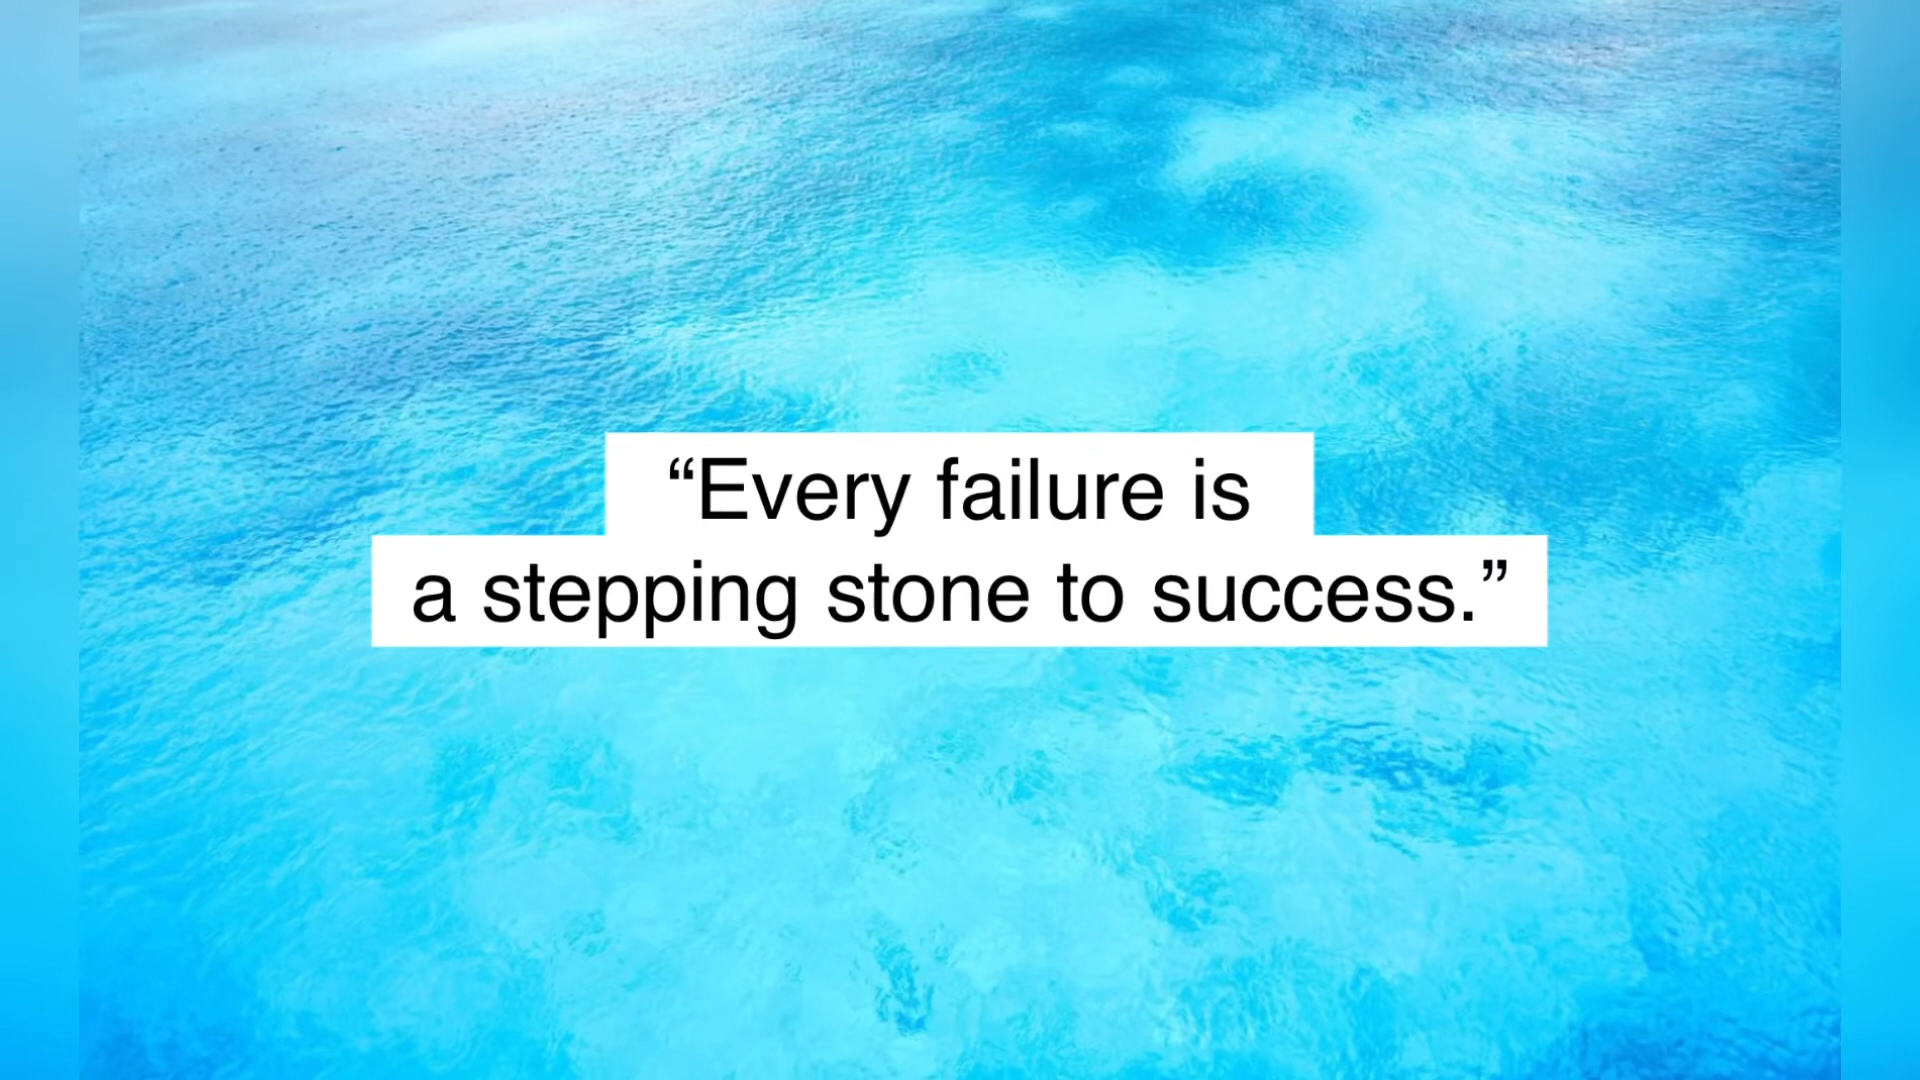 “Every failure is
a stepping stone to success.”